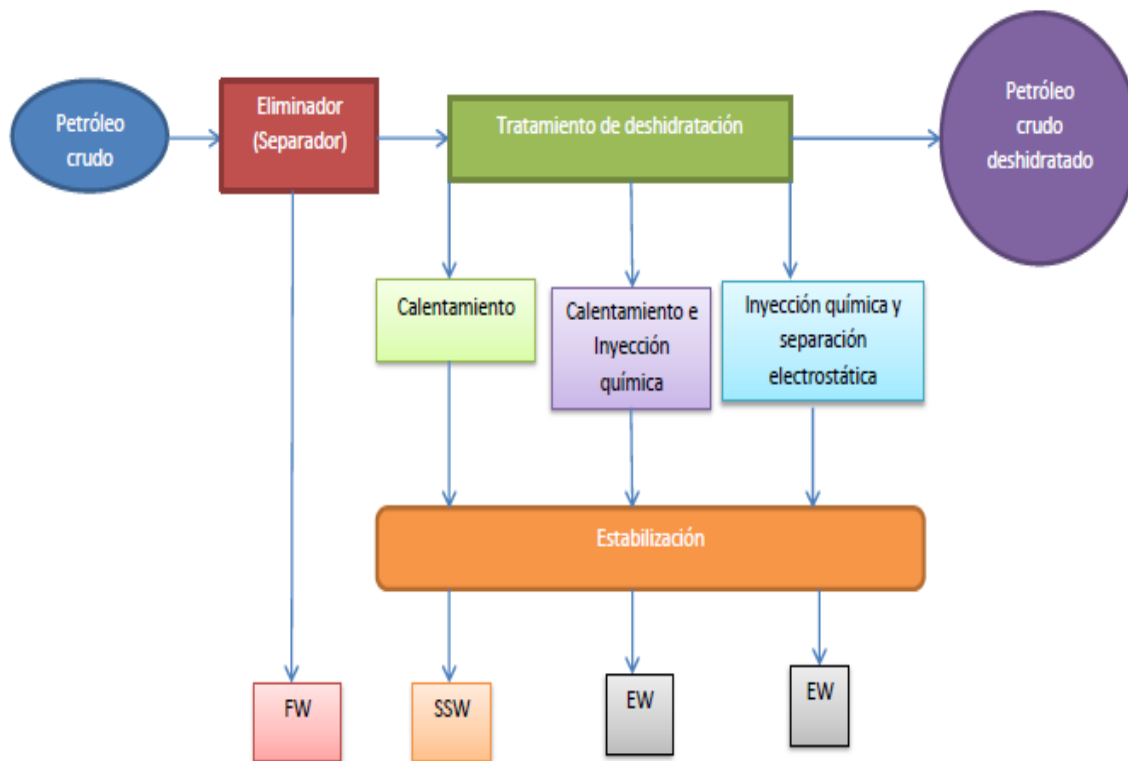 Petróleo
crudo
Eliminador
(Separador)
Tratamiento de deshidratación
Petróleo
crudo
deshidratado
Calentamiento
Calentamiento e
Inyección
química
Inyección química y
separación
electrostática
Estabilización
FW
SSW
EW
EW